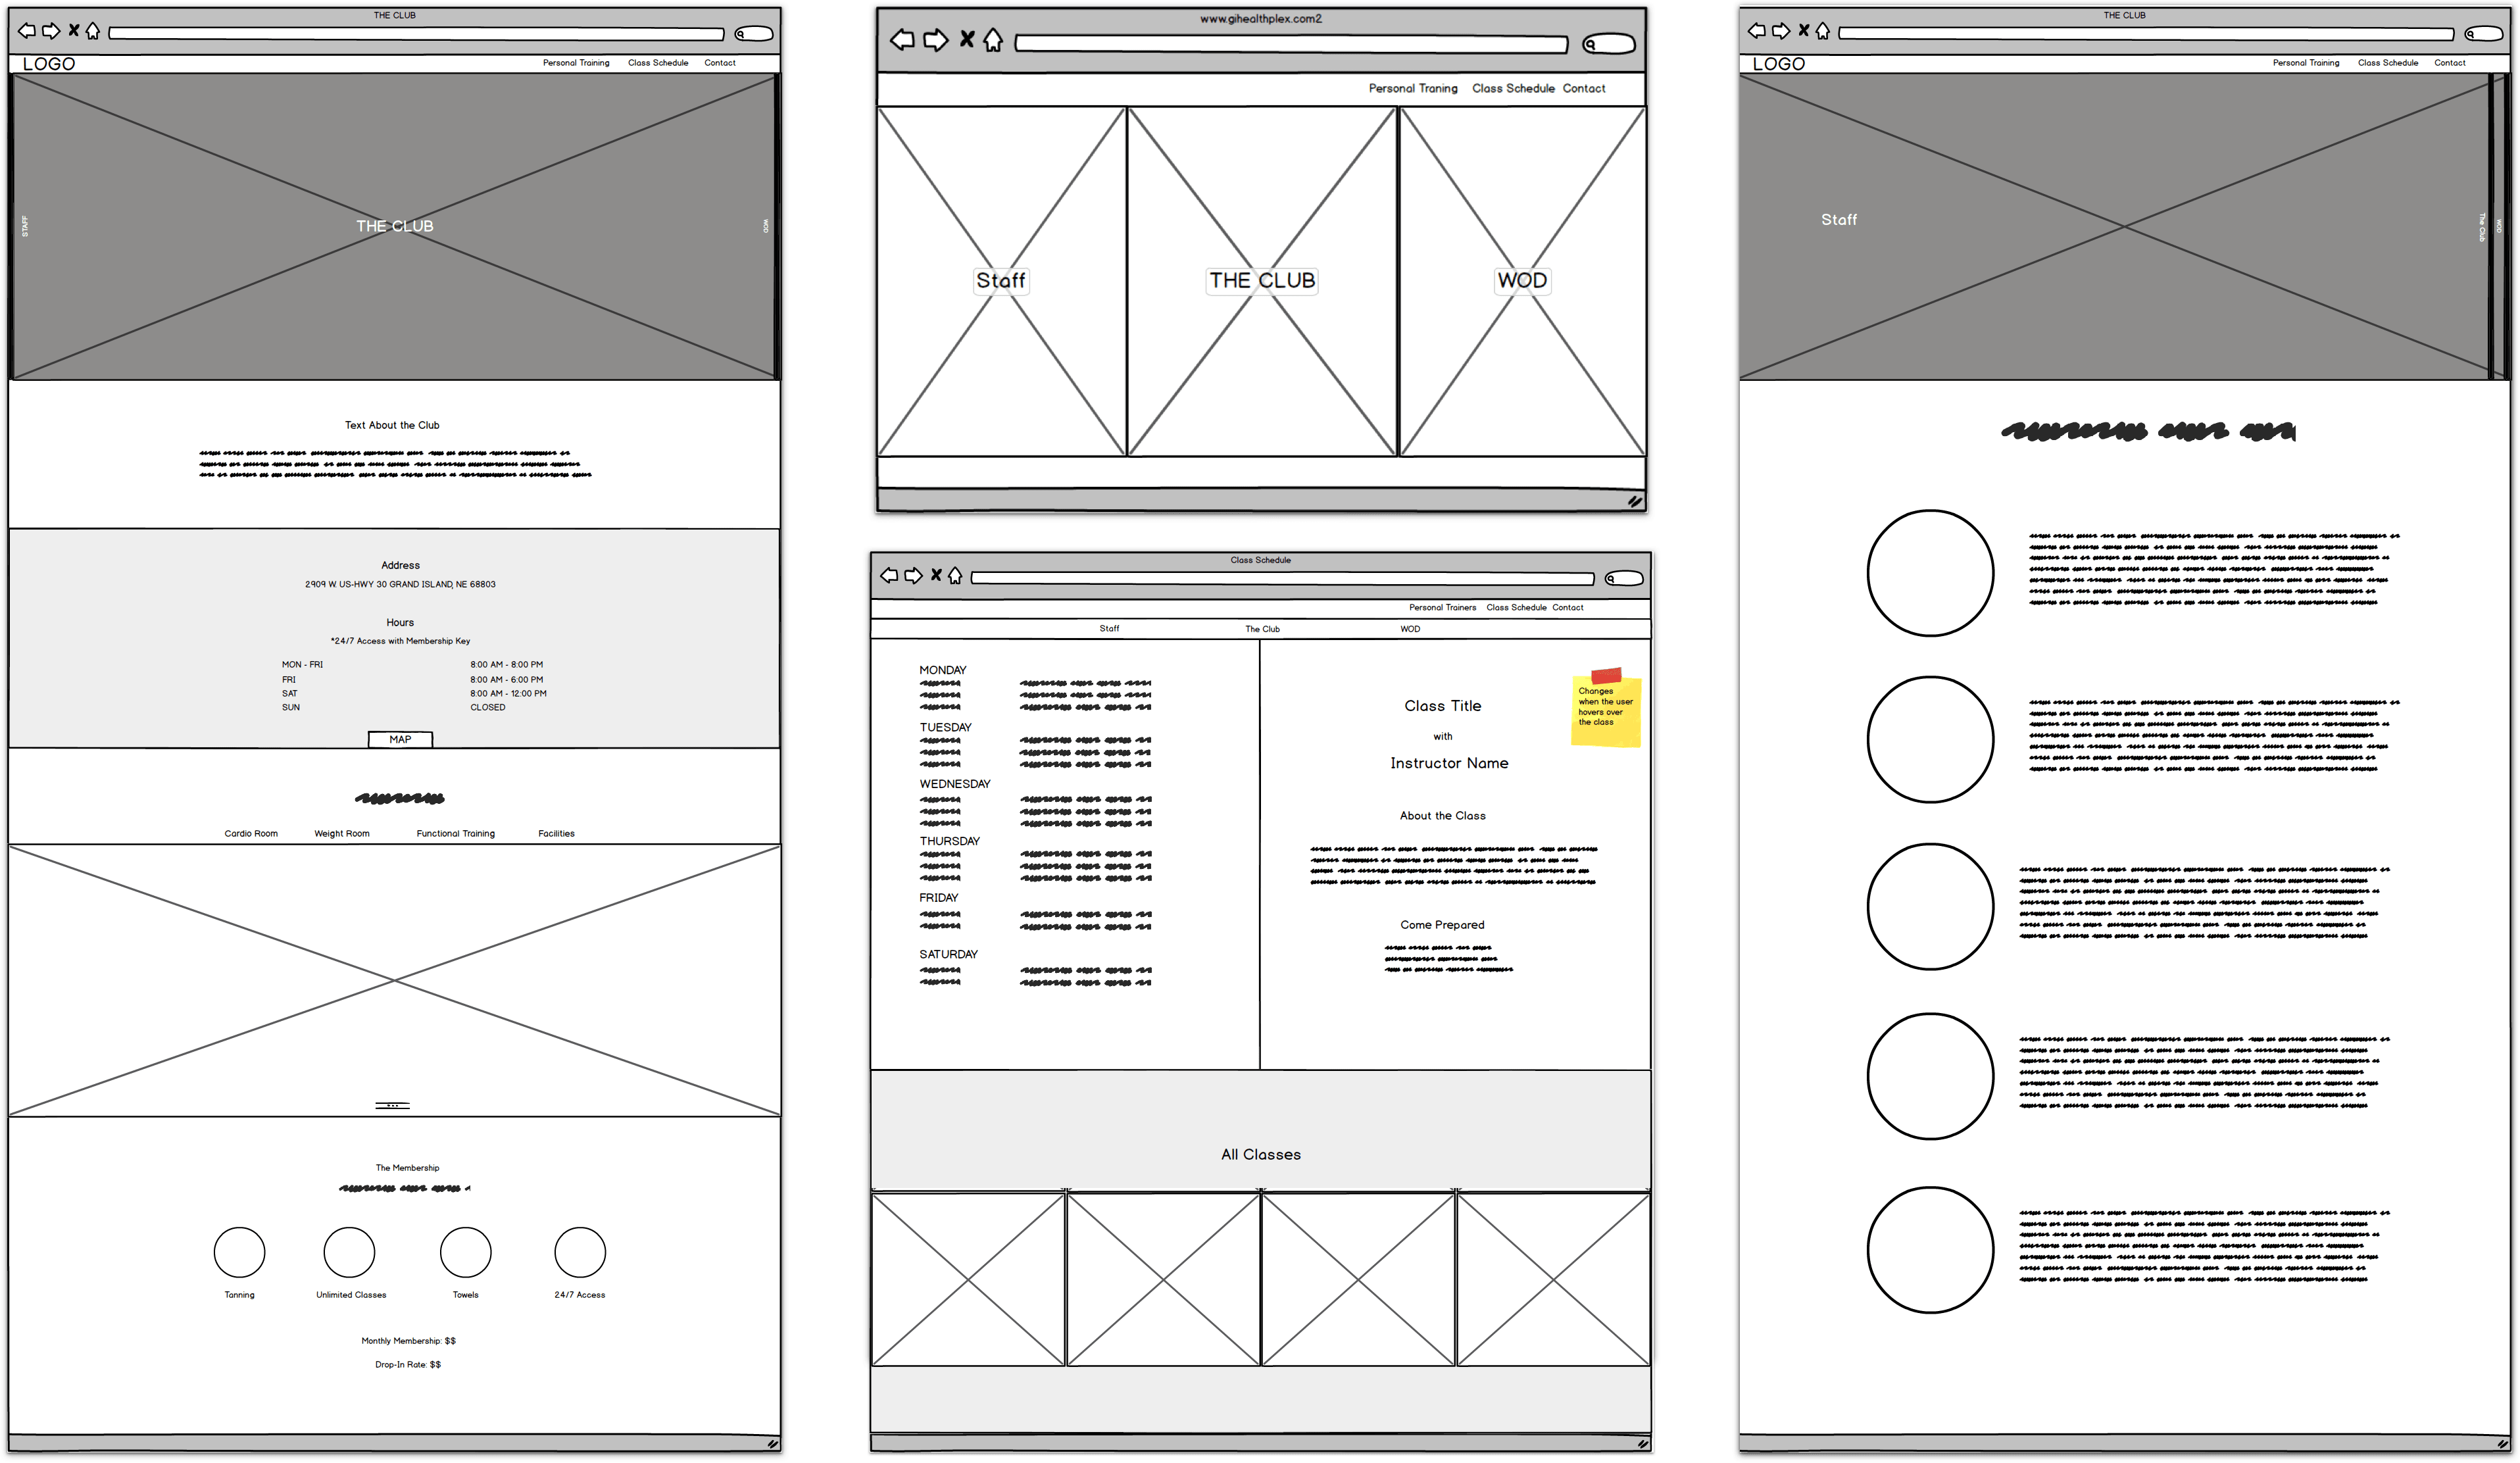 THE CLUB
LOGO
Personal Training Class Schedule Contact
STAFF
THE CLUB
WOD
Text About the Club
Address
2909 W. US-HWY 30 GRAND ISLAND, NE 68803
Hours
*24/7 Access with Membership Key
MON - FRI 8:00 AM - 8:00 PM
FRI 8:00 AM - 6:00 PM
SAT 8:00 AM - 12:00 PM
SUN CLOSED
MAP
Cardio Room Weight Room Functional Training Facilities
The Membership
Tanning Unlimited Classes Towels 24/7 Access
Monthly Membership: $$
Drop-In Rate: $$
www.gihealthplex.com2
Personal Traning Class Schedule Contact
Staff THE CLUB WOD
Class Schedule
Personal Trainers Class Schedule Contact
Staff The Club WOD
MONDAY
TUESDAY
WEDNESDAY
THURSDAY
FRIDAY
SATURDAY
Class Title
with
Instructor Name
About the Class
Come Prepared
Changes
when the user
hovers over
the class
All Classes
THE CLUB
LOGO
Personal Training Class Schedule Contact
Staff
The Club
WOD